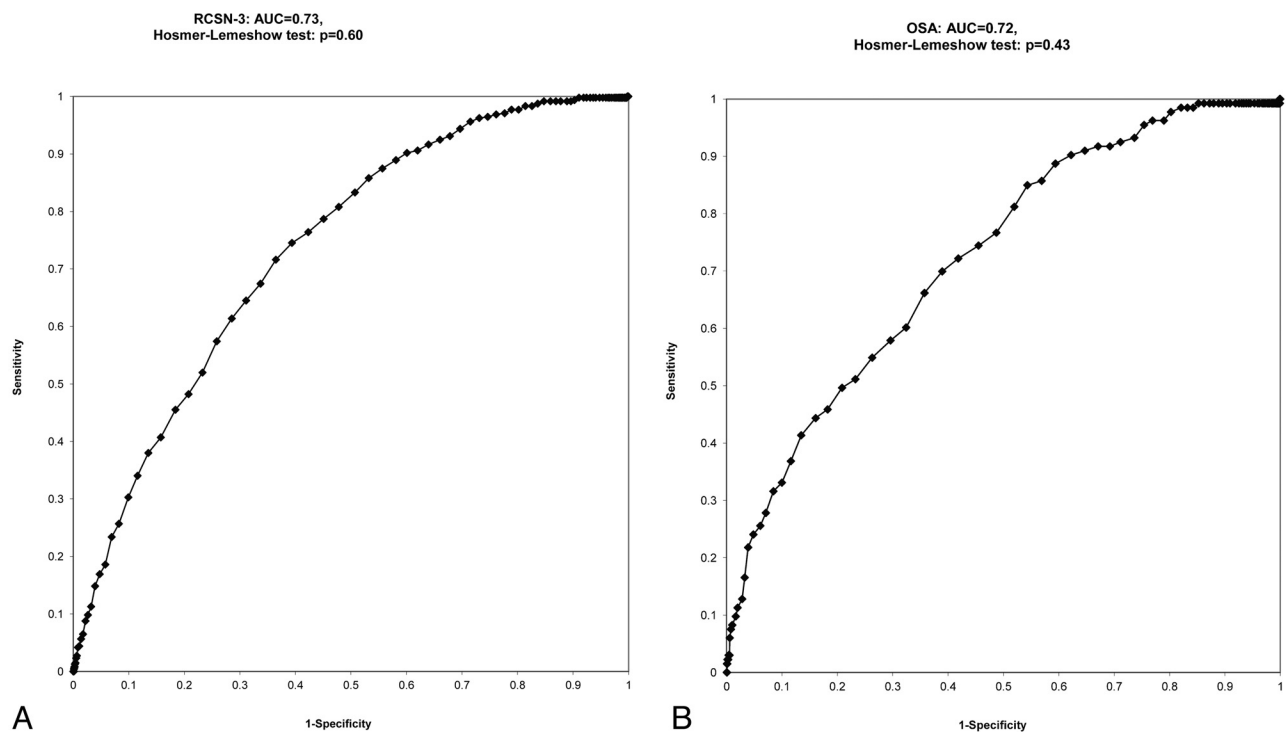 RCSN-3: AUC=0.73,
Hosmer-Lemeshow test: p=0.60
1
0.9
0.8
0.7
0.6
0.5
0.4
0.3
0.2
0.1
0
Sensitivity
0 0.1 0.2 0.3 0.4 0.5 0.6 0.7 0.8 0.9 1
1-Specificity
A
OSA: AUC=0.72,
Hosmer-Lemeshow test: p=0.43
1
0.9
0.8
0.7
0.6
0.5
0.4
0.3
0.2
0.1
0
Sensitivity
0 0.1 0.2 0.3 0.4 0.5 0.6 0.7 0.8 0.9 1
1-Specificity
B